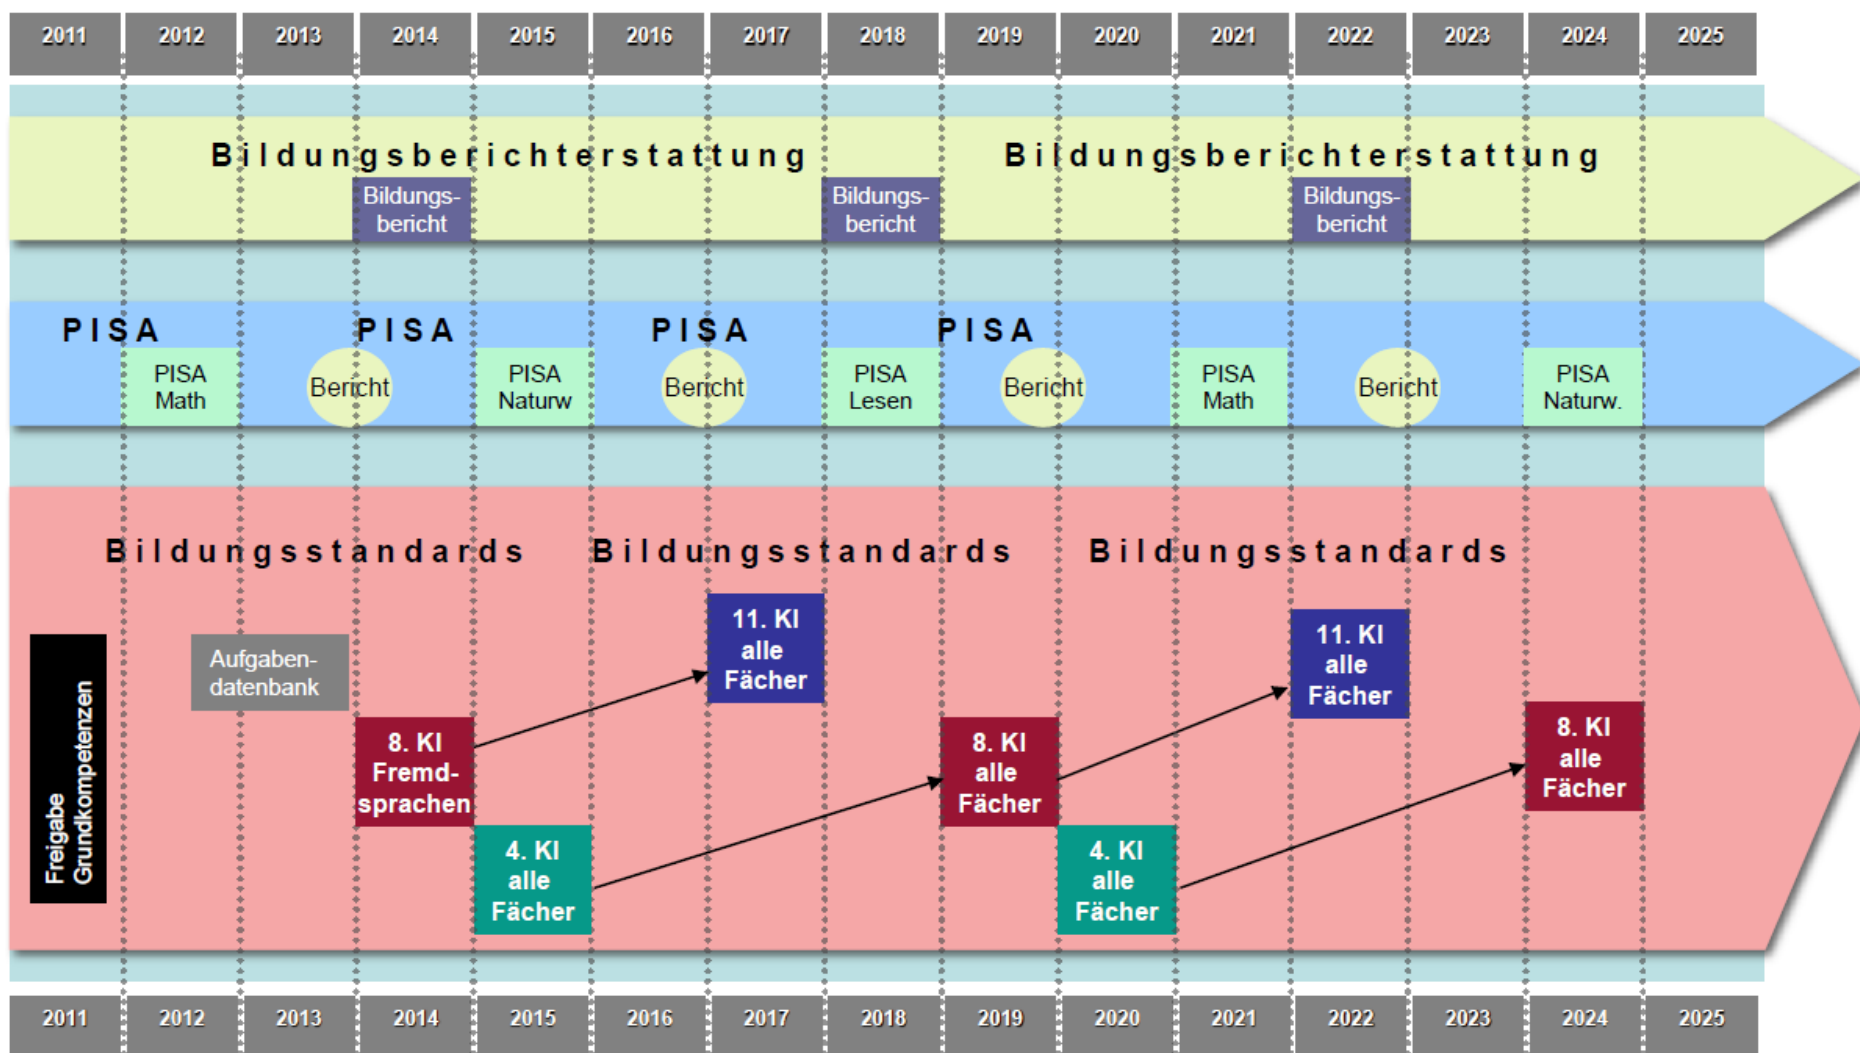 2011 2012 2013 2014 2015 2016 2017 2018 2019 2020 2021 2022 2023 2024 2025
Bildungsberichterstattung Bildungsberichterstattung
Bildungs-
bericht
Bildungs-
bericht
Bildungs-
bericht
PISA PISA PISA PISA
PISA
Math
Bericht
PISA
Naturw
Bericht
PISA
Lesen
Bericht
PISA
Math
Bericht
PISA
Naturw.
Bildungsstandards Bildungsstandards Bildungsstandards
Freigabe
Grundkompetenzen
Aufgaben-
datenbank
8. Kl
Fremd-
sprachen
4. Kl
alle
Fächer
11. Kl
alle
Fächer
8. Kl
alle
Fächer
4. Kl
alle
Fächer
11. Kl
alle
Fächer
8. Kl
alle
Fächer
2011 2012 2013 2014 2015 2016 2017 2018 2019 2020 2021 2022 2023 2024 2025